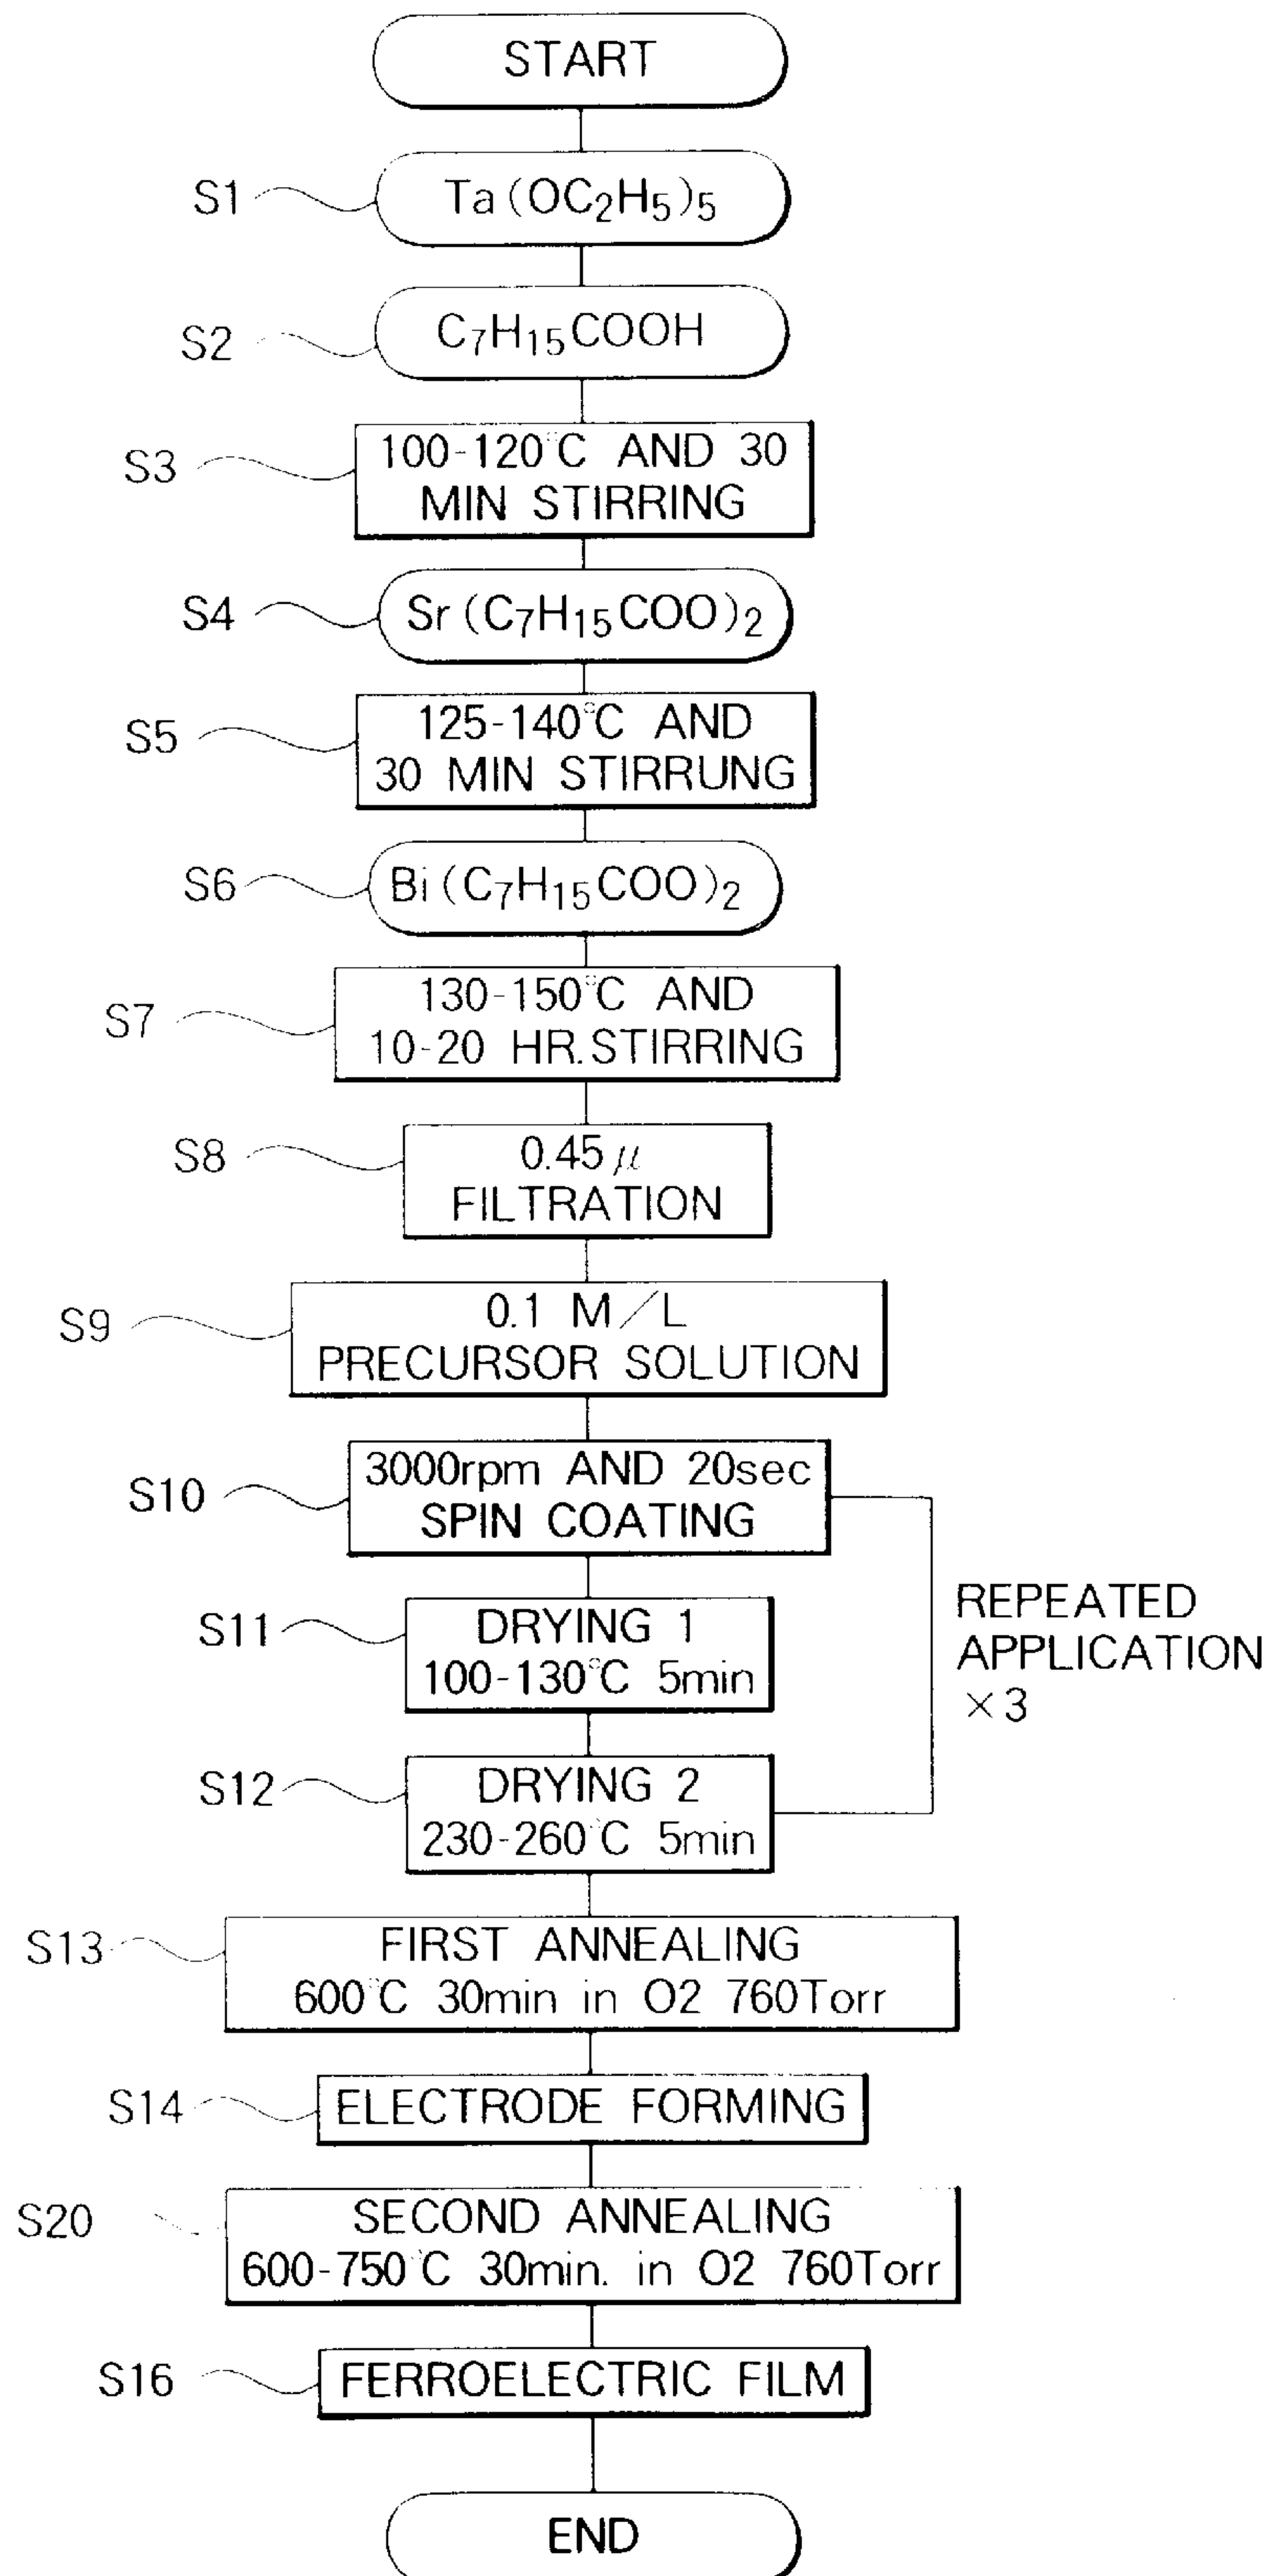 START
S1
Ta(OC₂H₅)₅
S2
C₇H₁₅COOH
S3
100-120°C AND 30
MIN STIRRING
S4
Sr(C₇H₁₅COO)₂
S5
125-140°C AND
30 MIN STIRRUNG
S6
Bi(C₇H₁₅COO)₂
S7
130-150°C AND
10-20 HR.STIRRING
S8
0.45μ
FILTRATION
S9
0.1 M/L
PRECURSOR SOLUTION
S10
3000rpm AND 20sec
SPIN COATING
S11
DRYING 1
100-130°C 5min
REPEATED
APPLICATION
×3
S12
DRYING 2
230-260°C 5min
S13
FIRST ANNEALING
600°C 30min in O2 760Torr
S14
ELECTRODE FORMING
S20
SECOND ANNEALING
600-750°C 30min. in O2 760Torr
S16
FERROELECTRIC FILM
END